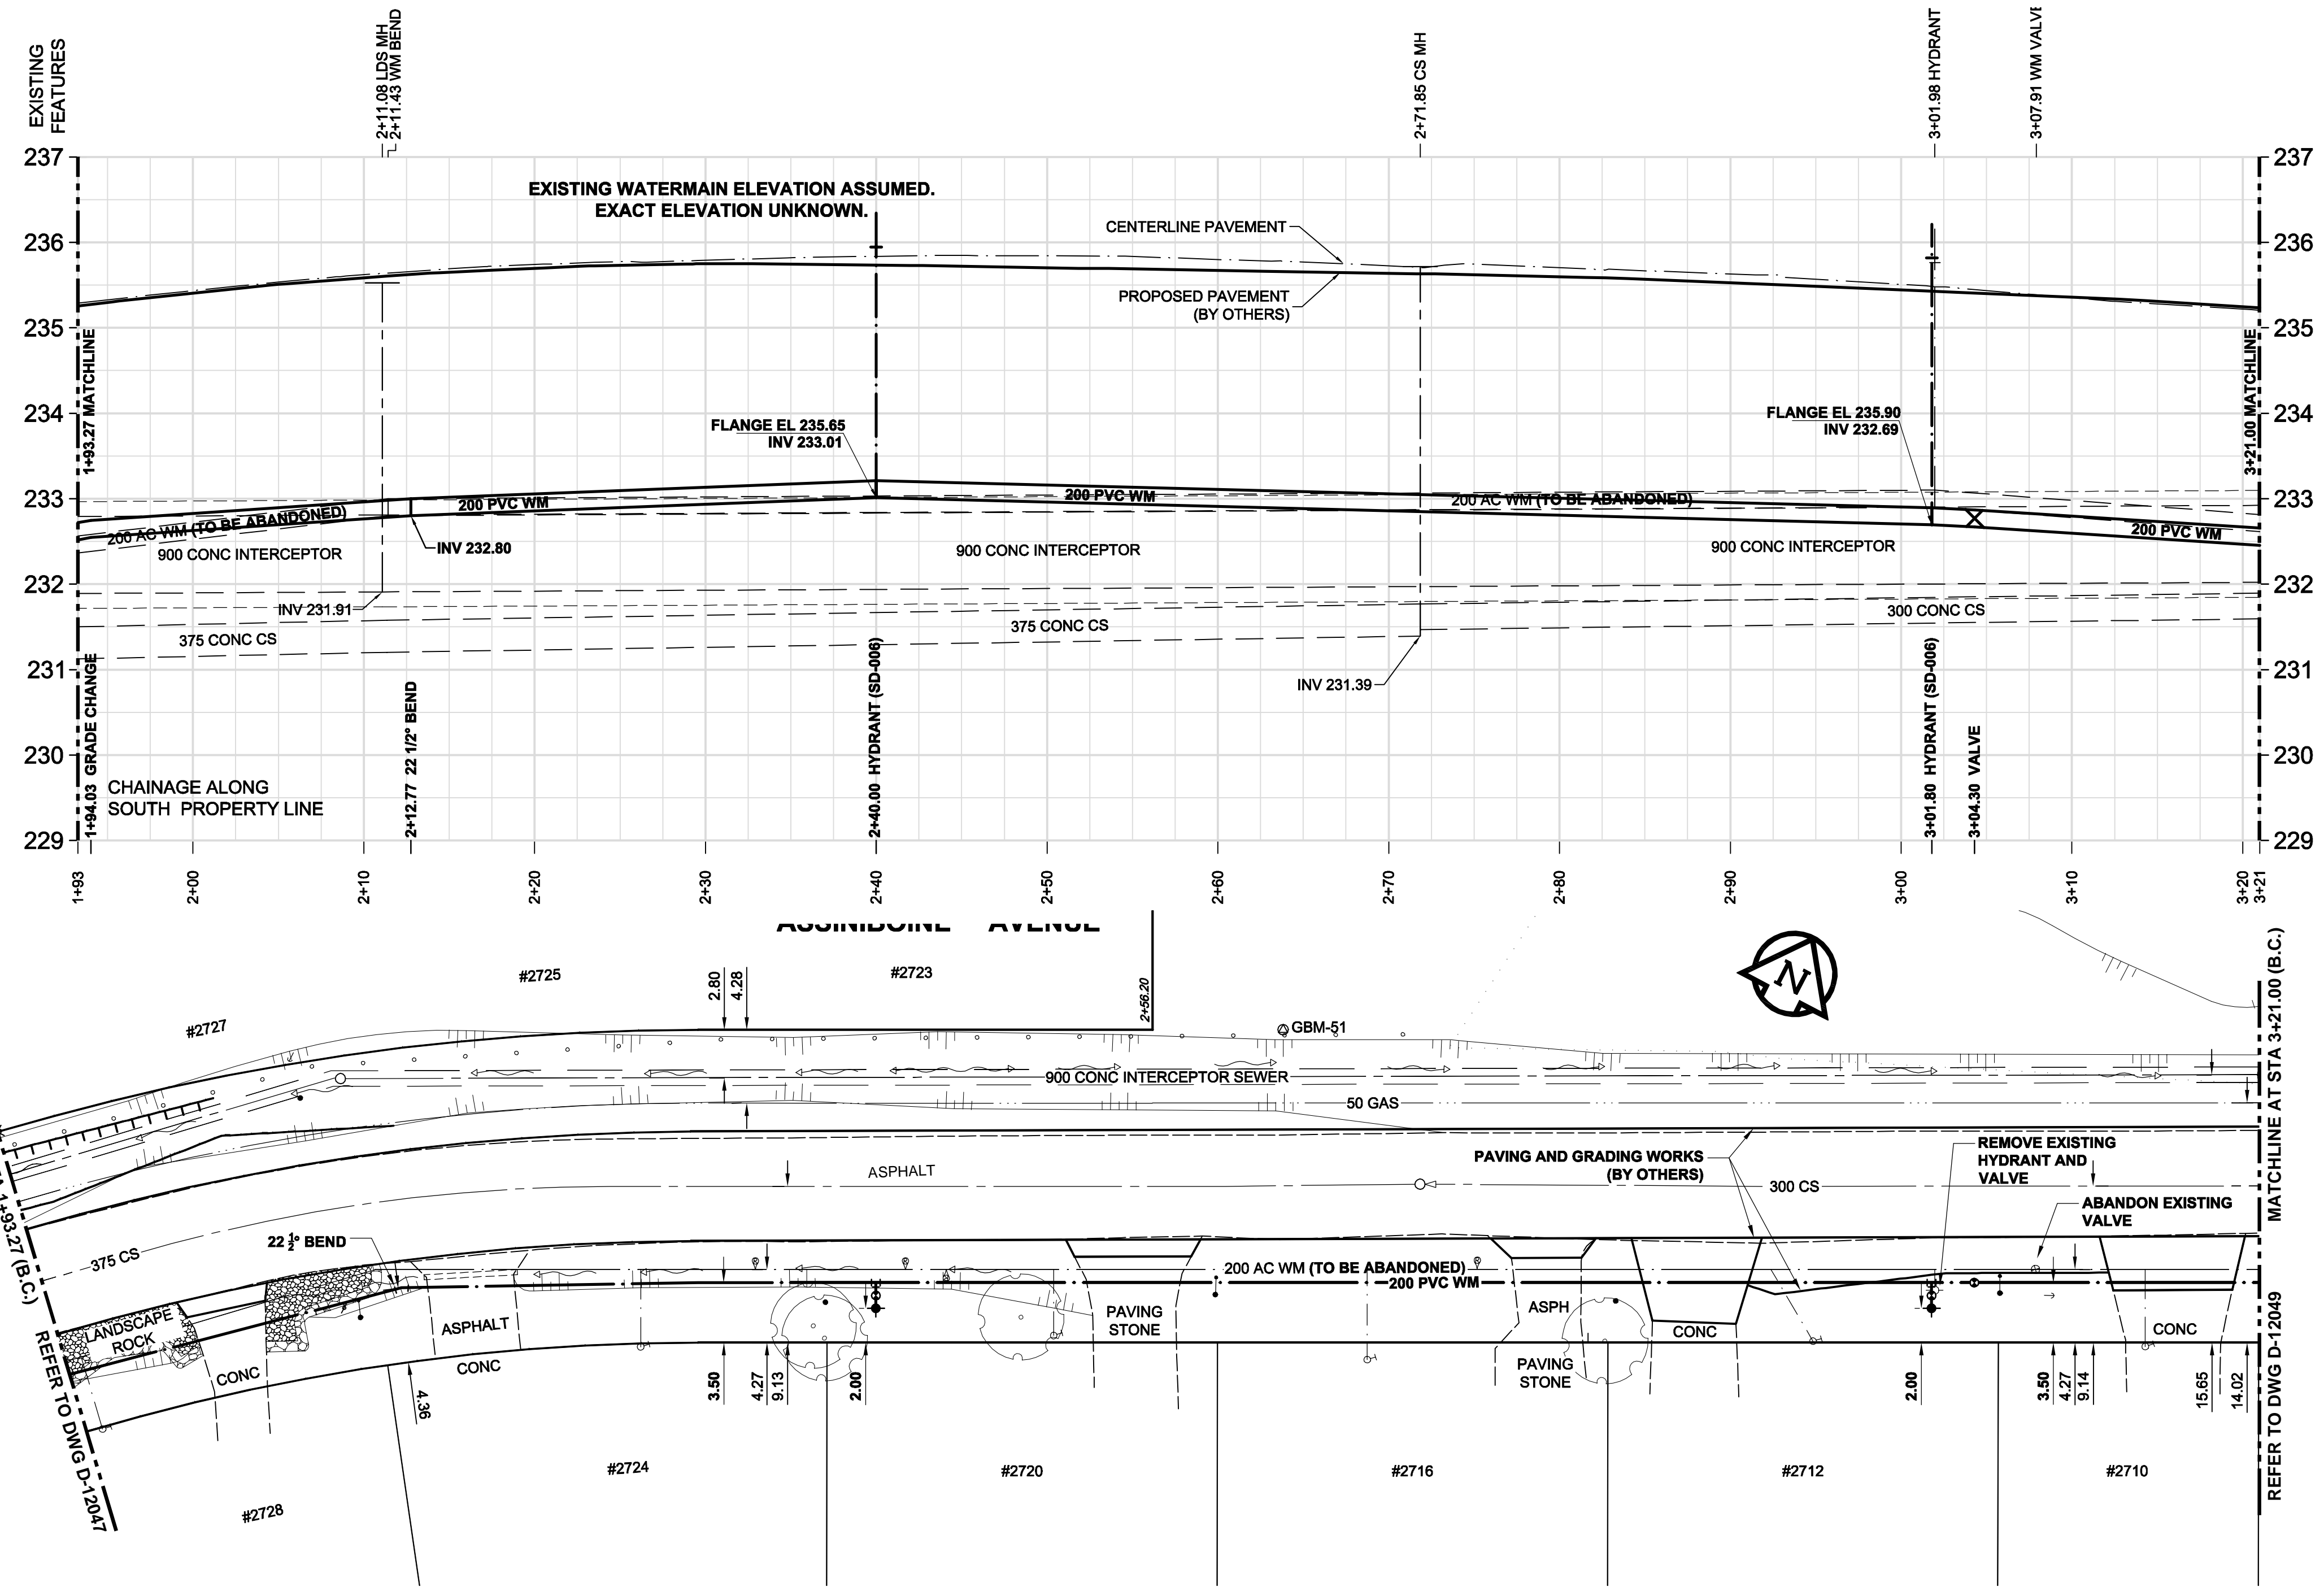 EXISTING
FEATURES
2+11.08 LDS MH
2+11.43 WM BEND
2+71.85 CS MH
3+01.98 HYDRANT
3+07.91 WM VALVE
237
237
236
236
235
235
234
234
233
233
232
232
231
231
230
230
229
229
EXISTING WATERMAIN ELEVATION ASSUMED.
EXACT ELEVATION UNKNOWN.
CENTERLINE PAVEMENT
PROPOSED PAVEMENT
(BY OTHERS)
1+93.27 MATCHLINE
3+21.00 MATCHLINE
FLANGE EL 235.65
INV 233.01
FLANGE EL 235.90
INV 232.69
200 AC WM (TO BE ABANDONED)
200 PVC WM
200 PVC WM
200 AC WM (TO BE ABANDONED)
200 PVC WM
900 CONC INTERCEPTOR
INV 232.80
900 CONC INTERCEPTOR
900 CONC INTERCEPTOR
INV 231.91
375 CONC CS
375 CONC CS
300 CONC CS
INV 231.39
1+94.03 GRADE CHANGE
2+12.77 22 1/2° BEND
2+40.00 HYDRANT (SD-006)
3+01.80 HYDRANT (SD-006)
3+04.30 VALVE
CHAINAGE ALONG
SOUTH PROPERTY LINE
1+93
2+00
2+10
2+20
2+30
2+40
2+50
2+60
2+70
2+80
2+90
3+00
3+10
3+20
3+21
ASSINIBOINE AVENUE
#2727
#2725
2.80
4.28
#2723
2+56.20
GBM-51
N
900 CONC INTERCEPTOR SEWER
50 GAS
ASPHALT
PAVING AND GRADING WORKS
(BY OTHERS)
300 CS
REMOVE EXISTING
HYDRANT AND
VALVE
ABANDON EXISTING
VALVE
MATCHLINE AT STA 3+21.00 (B.C.)
REFER TO DWG D-12049
1+93.27 (B.C.)
REFER TO DWG D-12047
375 CS
22 ½° BEND
200 AC WM (TO BE ABANDONED)
200 PVC WM
LANDSCAPE
ROCK
CONC
ASPHALT
CONC
PAVING
STONE
ASPH
PAVING
STONE
CONC
CONC
4.36
3.50
4.27
9.13
2.00
2.00
3.50
4.27
9.14
15.65
14.02
#2728
#2724
#2720
#2716
#2712
#2710